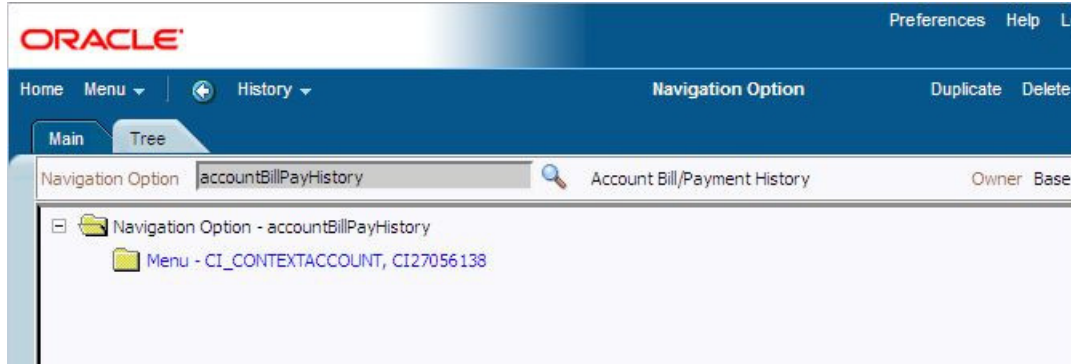 Preferences Help L
ORACLE
Home Menu History Navigation Option Duplicate Delete
Main Tree
Navigation Option accountBillPayHistory Account Bill/Payment History Owner Base
Navigation Option - accountBillPayHistory
Menu - CI_CONTEXTACCOUNT, CI27056138